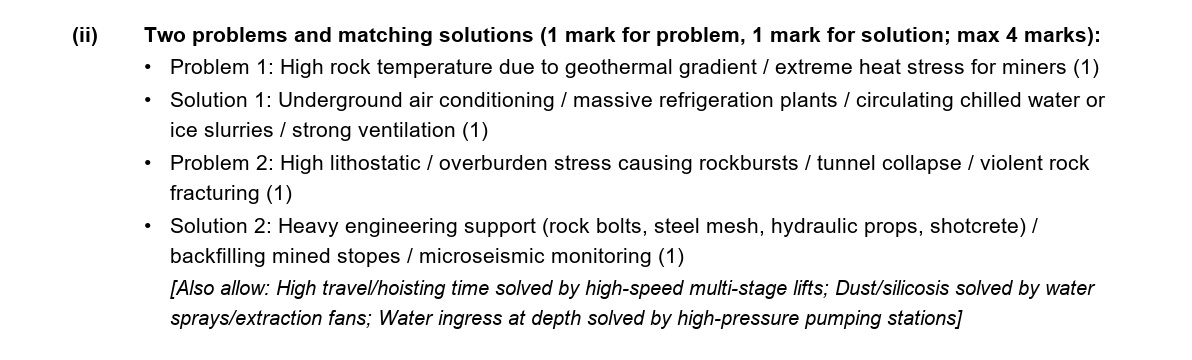 (ii) Two problems and matching solutions (1 mark for problem, 1 mark for solution; max 4 marks):
• Problem 1: High rock temperature due to geothermal gradient / extreme heat stress for miners (1)
• Solution 1: Underground air conditioning / massive refrigeration plants / circulating chilled water or
ice slurries / strong ventilation (1)
• Problem 2: High lithostatic / overburden stress causing rockbursts / tunnel collapse / violent rock
fracturing (1)
• Solution 2: Heavy engineering support (rock bolts, steel mesh, hydraulic props, shotcrete) /
backfilling mined stopes / microseismic monitoring (1)
[Also allow: High travel/hoisting time solved by high-speed multi-stage lifts; Dust/silicosis solved by water
sprays/extraction fans; Water ingress at depth solved by high-pressure pumping stations]